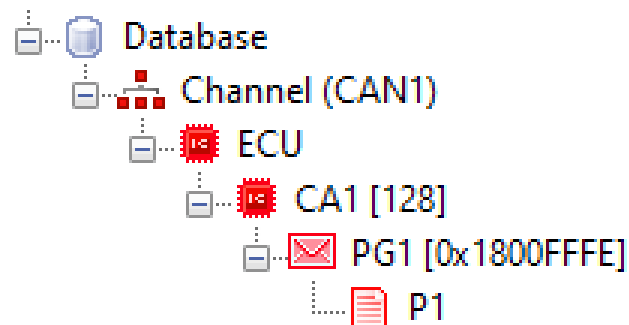 Database
Channel (CAN1)
ECU
CA1 [128]
PG1 [0x1800FFFE]
P1